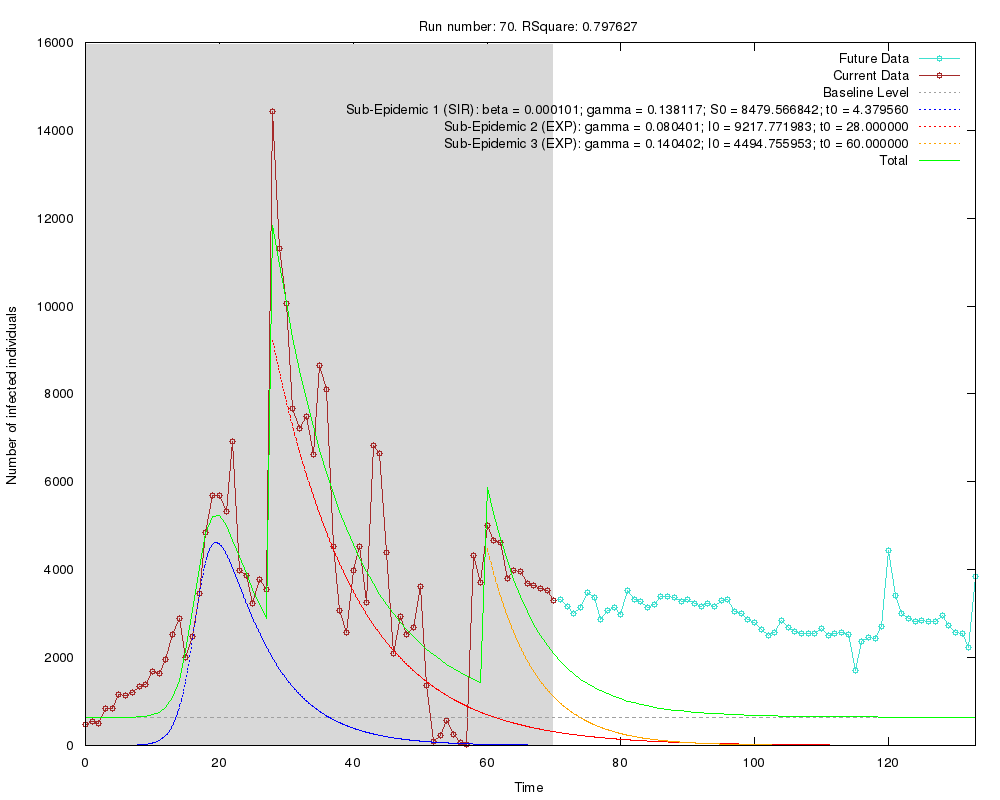 Run number: 70. RSquare: 0.797627
16000
14000
12000
10000
8000
6000
4000
2000
0
Number of infected individuals
Future Data
Current Data
Baseline Level
Sub-Epidemic 1 (SIR): beta = 0.000101; gamma = 0.138117; S0 = 8479.566842; t0 = 4.379560
Sub-Epidemic 2 (EXP): gamma = 0.080401; I0 = 9217.771983; t0 = 28.000000
Sub-Epidemic 3 (EXP): gamma = 0.140402; I0 = 4494.755953; t0 = 60.000000
Total
0 20 40 60 80 100 120
Time